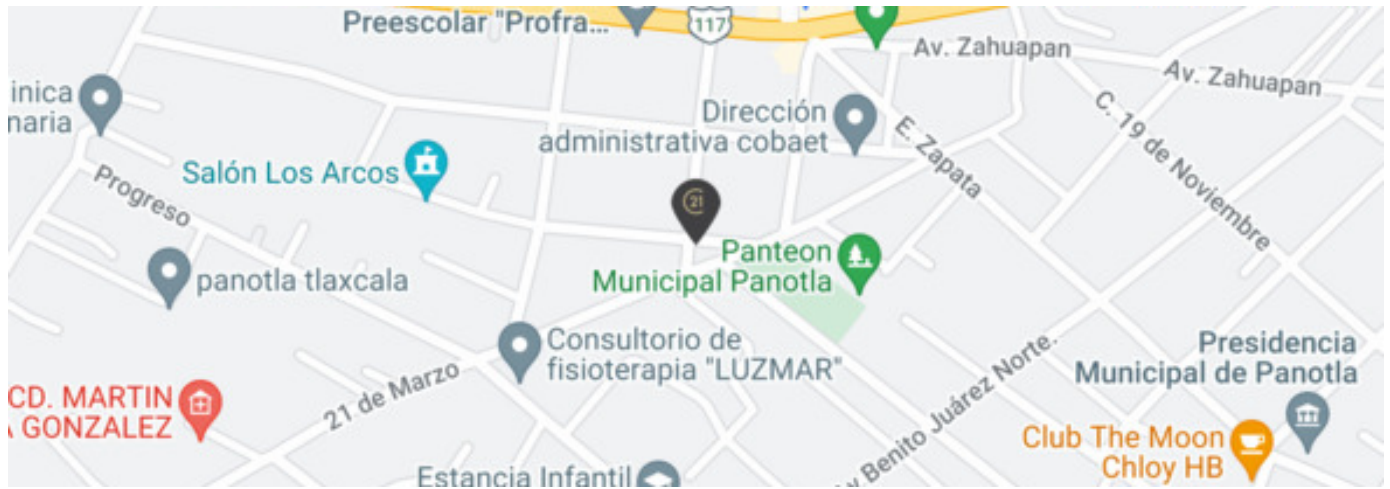 Preescolar "Profra...
117
Av. Zahuapan
Av. Zahuapan
inica
naria
Dirección
administrativa cobaet
E. Zapata
C. 19 de Noviembre
Salón Los Arcos
Progreso
21
Panteon
Municipal Panotla
panotla tlaxcala
Consultorio de
fisioterapia "LUZMAR"
Presidencia
Municipal de Panotla
21 de Marzo
CD. MARTIN
GONZALEZ
Av Benito Juárez Norte.
Club The Moon
Chloy HB
Estancia Infantil